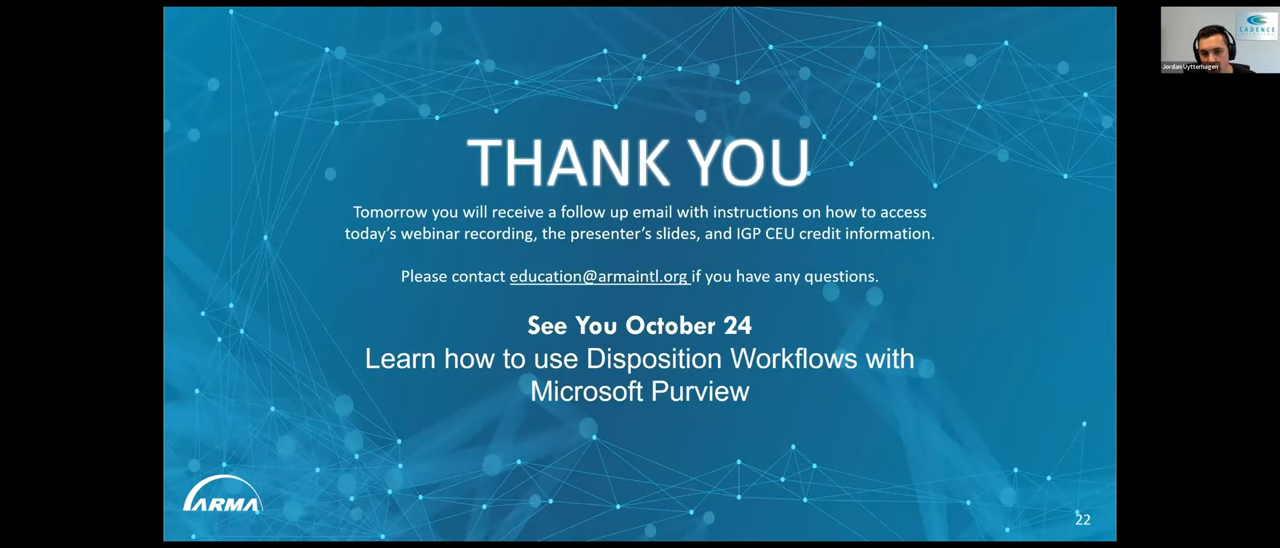 THANK YOU
Tomorrow you will receive a follow up email with instructions on how to access
today's webinar recording, the presenter's slides, and IGP CEU credit information.
Please contact education@armaintl.org if you have any questions.
See You October 24
Learn how to use Disposition Workflows with
Microsoft Purview
ARMA
22
CADENCE
Jordan Uytterhagen